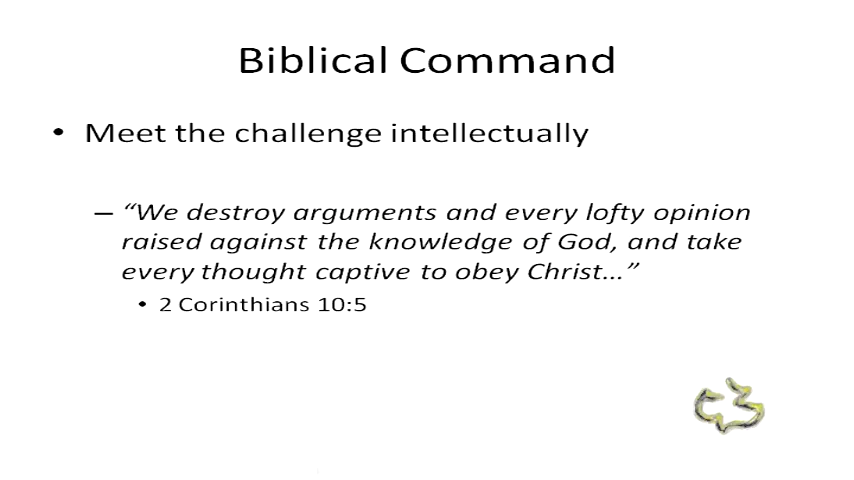 Biblical Command
• Meet the challenge intellectually
– “We destroy arguments and every lofty opinion
raised against the knowledge of God, and take
every thought captive to obey Christ…”
• 2 Corinthians 10:5
C3